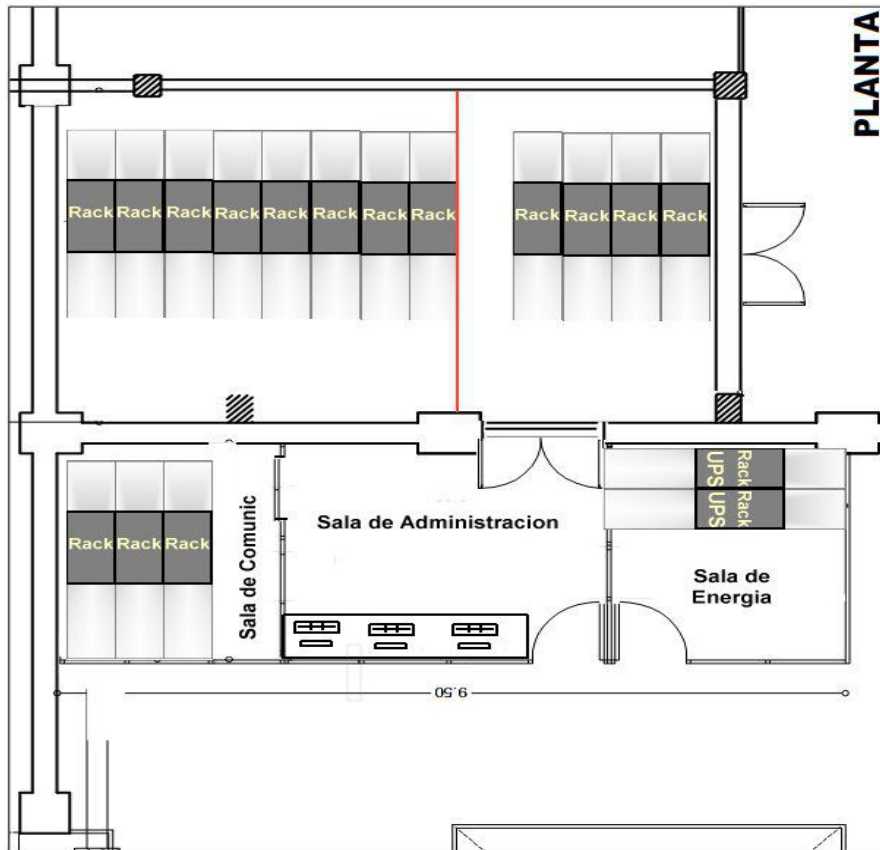 PLANTA
Rack Rack Rack Rack Rack Rack Rack Rack Rack Rack Rack Rack
Rack Rack Rack
Sala de Comunic
Sala de Administracion
UPS Rack
UPS Rack
Sala de
Energia
9.50